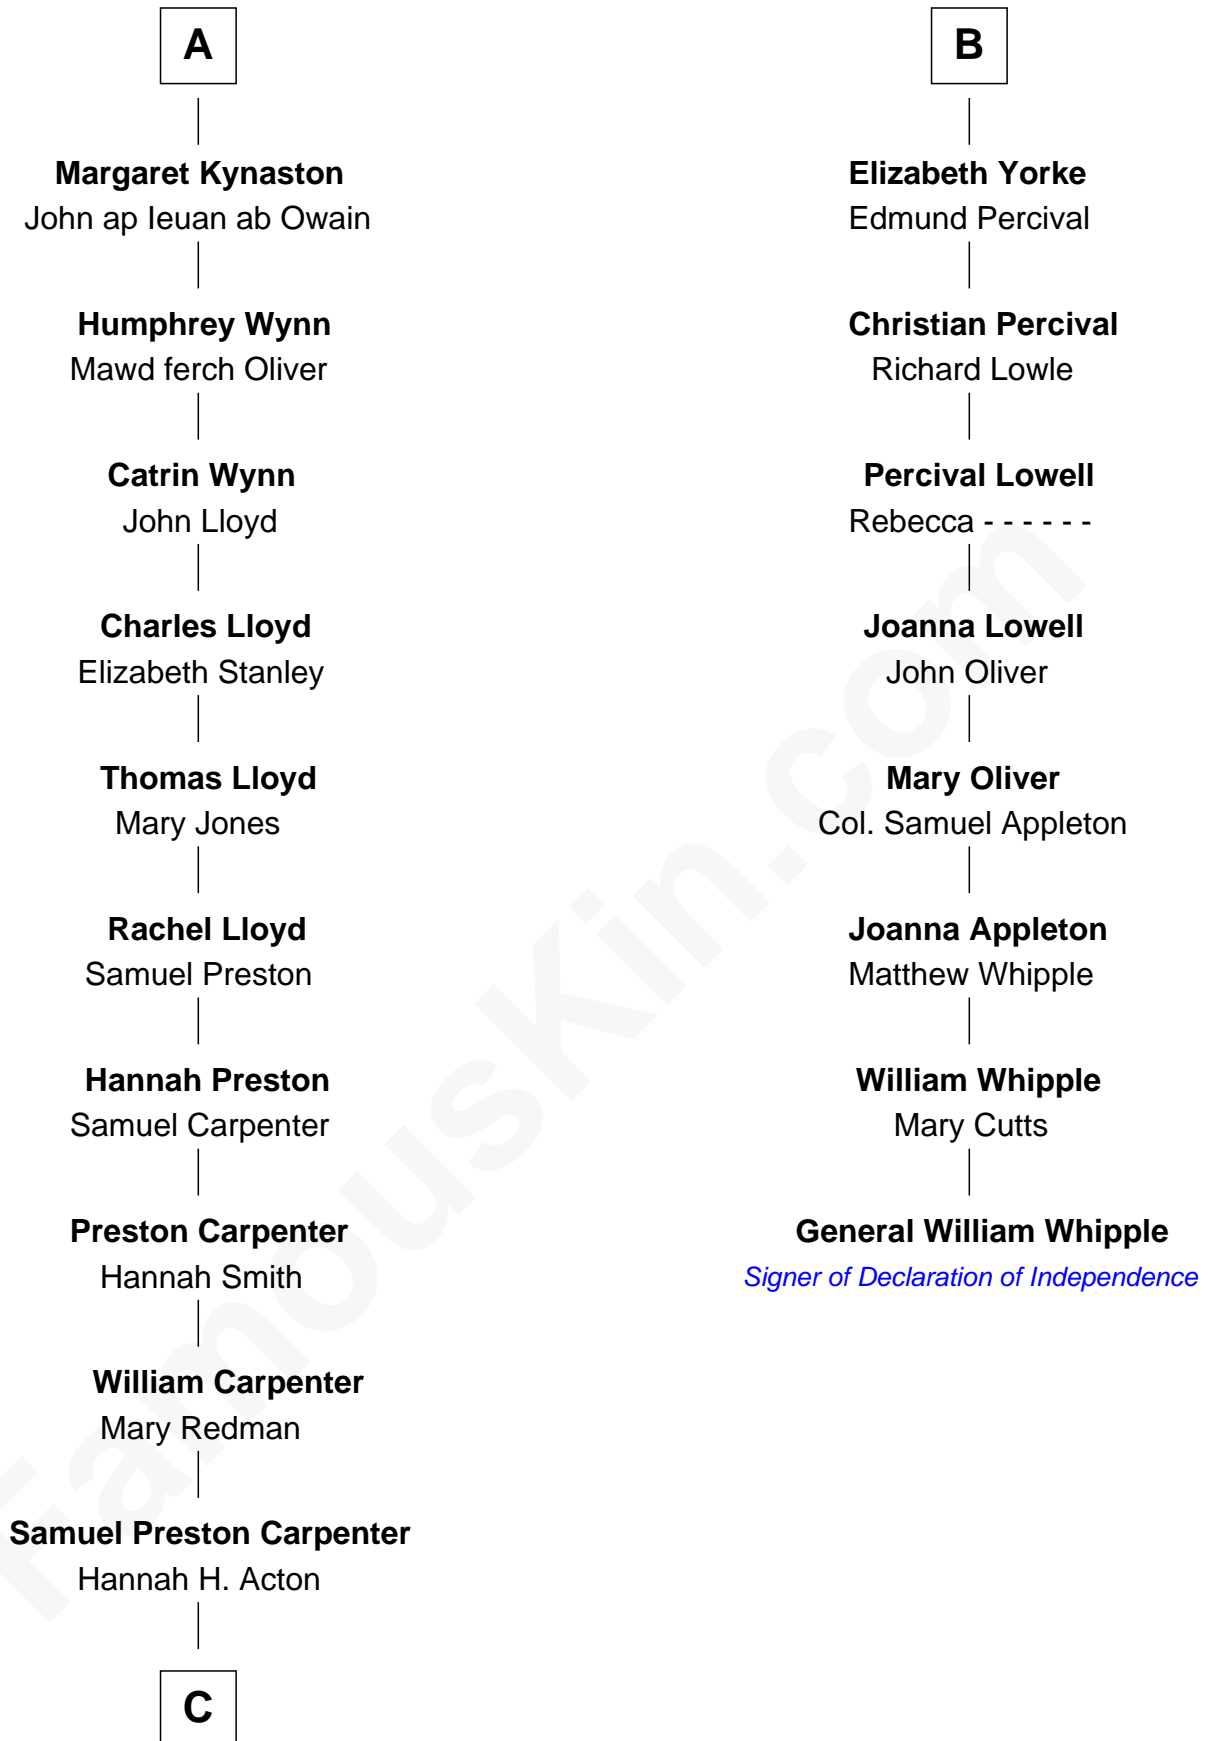 A
Margaret Kynaston
John ap Ieuan ab Owain
Humphrey Wynn
Mawd ferch Oliver
Catrin Wynn
John Lloyd
Charles Lloyd
Elizabeth Stanley
Thomas Lloyd
Mary Jones
Rachel Lloyd
Samuel Preston
Hannah Preston
Samuel Carpenter
Preston Carpenter
Hannah Smith
William Carpenter
Mary Redman
Samuel Preston Carpenter
Hannah H. Acton
C
B
Elizabeth Yorke
Edmund Percival
Christian Percival
Richard Lowle
Percival Lowell
Rebecca - - - - - -
Joanna Lowell
John Oliver
Mary Oliver
Col. Samuel Appleton
Joanna Appleton
Matthew Whipple
William Whipple
Mary Cutts
General William Whipple
Signer of Declaration of Independence
FamousKin.com